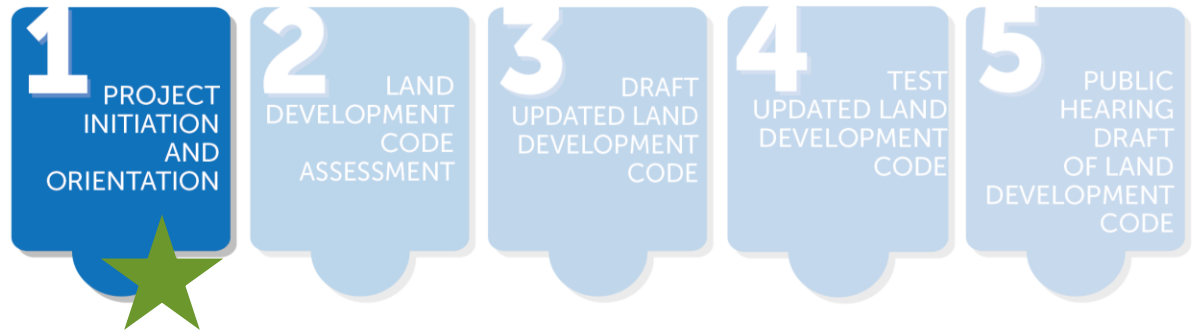 1
PROJECT
INITIATION
AND
ORIENTATION
2
LAND
DEVELOPMENT
CODE
ASSESSMENT
3
DRAFT
UPDATED LAND
DEVELOPMENT
CODE
4
TEST
UPDATED LAND
DEVELOPMENT
CODE
5
PUBLIC
HEARING
DRAFT
OF LAND
DEVELOPMENT
CODE